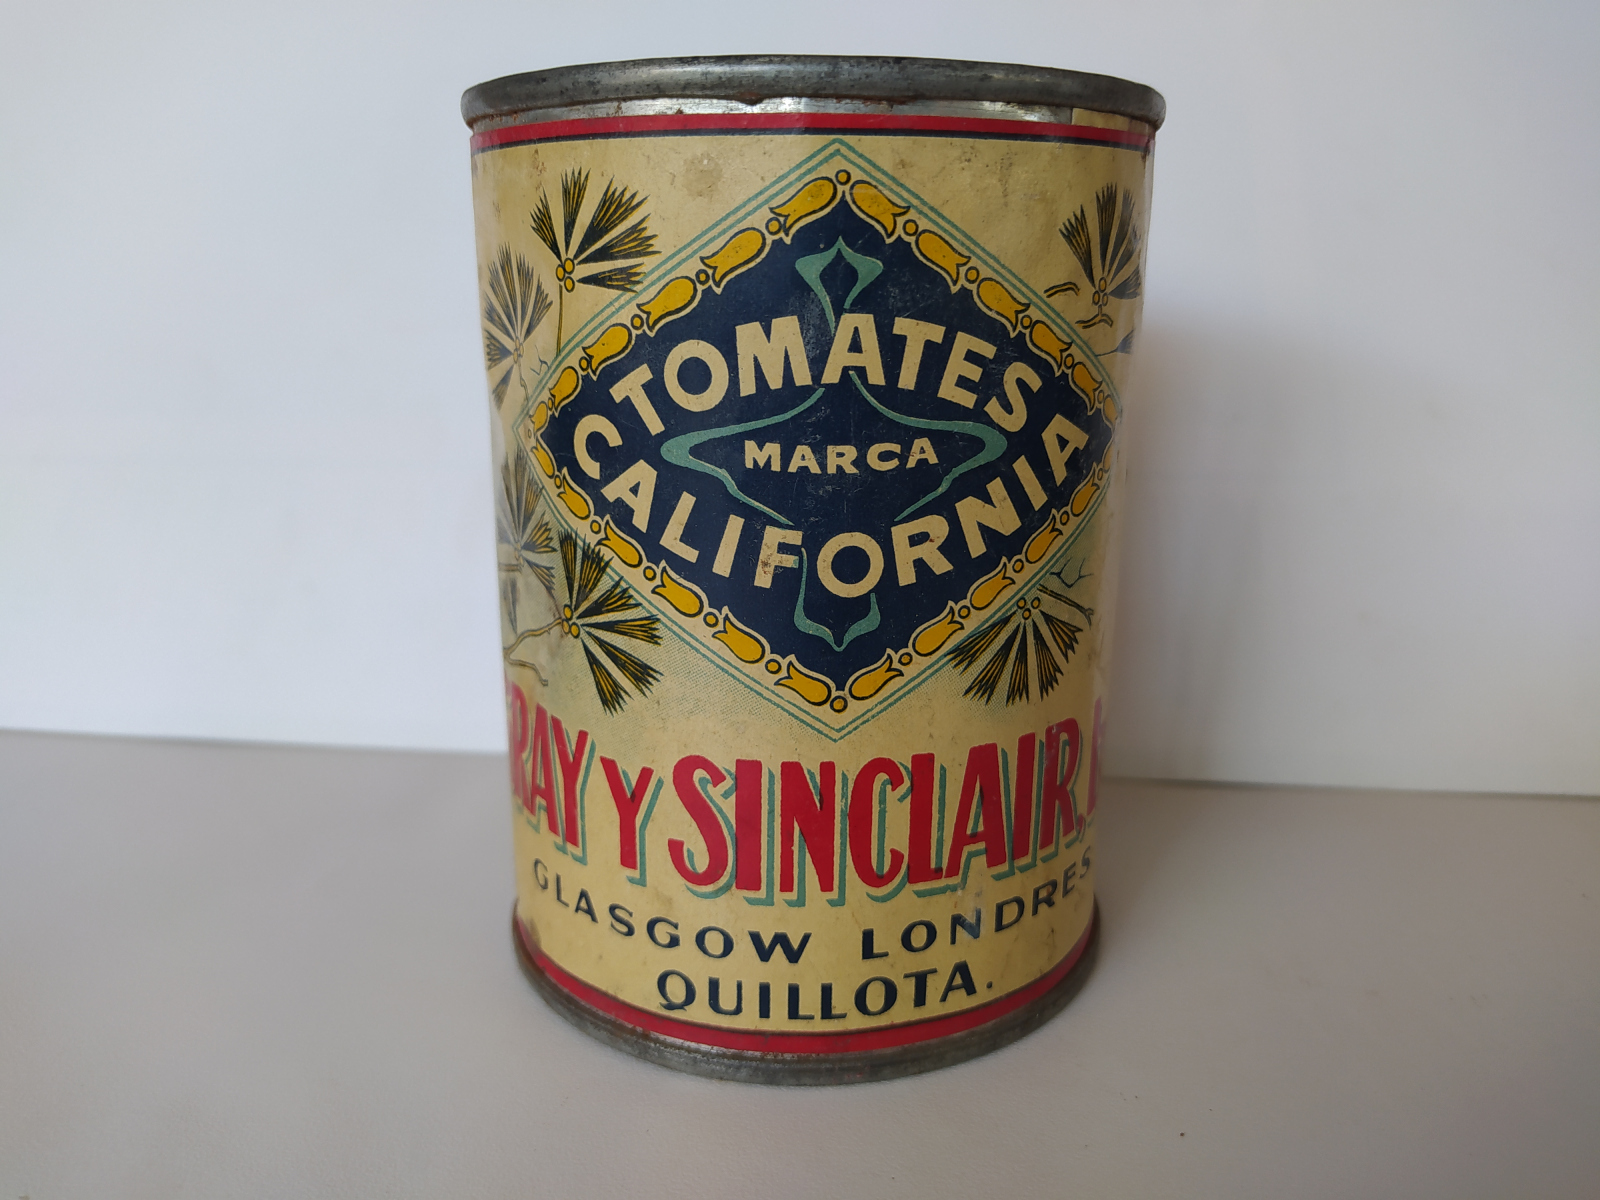 TOMATES
MARCA
CALIFORNIA
RAY Y SINCLAIR,
GLASGOW LONDRES
QUILLOTA.